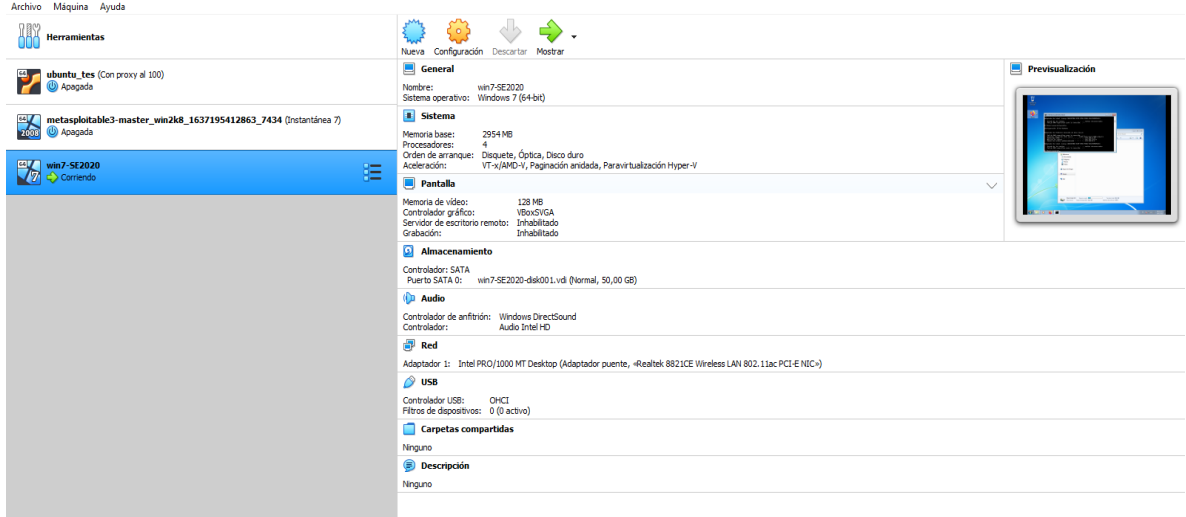 Archivo Máquina Ayuda
Herramientas
ubuntu_tes (Con proxy al 100)
Apagada
metasploitable3-master_win2k8_1637195412863_7434 (Instantánea 7)
Apagada
win7-SE2020
Corriendo
Nueva Configuración Descartar Mostrar
General
Nombre: win7-SE2020
Sistema operativo: Windows 7 (64-bit)
Sistema
Memoria base: 2954 MB
Procesadores: 4
Orden de arranque: Disquete, Óptica, Disco duro
Aceleración: VT-x/AMD-V, Paginación anidada, Paravirtualización Hyper-V
Pantalla
Memoria de vídeo: 128 MB
Controlador gráfico: VBoxSVGA
Servidor de escritorio remoto: Inhabilitado
Grabación: Inhabilitado
Almacenamiento
Controlador: SATA
Puerto SATA 0: win7-SE2020-disk001.vdi (Normal, 50,00 GB)
Audio
Controlador de anfitrión: Windows DirectSound
Controlador: Audio Intel HD
Red
Adaptador 1: Intel PRO/1000 MT Desktop (Adaptador puente, «Realtek 8821CE Wireless LAN 802.11ac PCI-E NIC»)
USB
Controlador USB: OHCI
Filtros de dispositivos: 0 (0 activo)
Carpetas compartidas
Ninguno
Descripción
Ninguno
Previsualización
64
64
2008
64
7